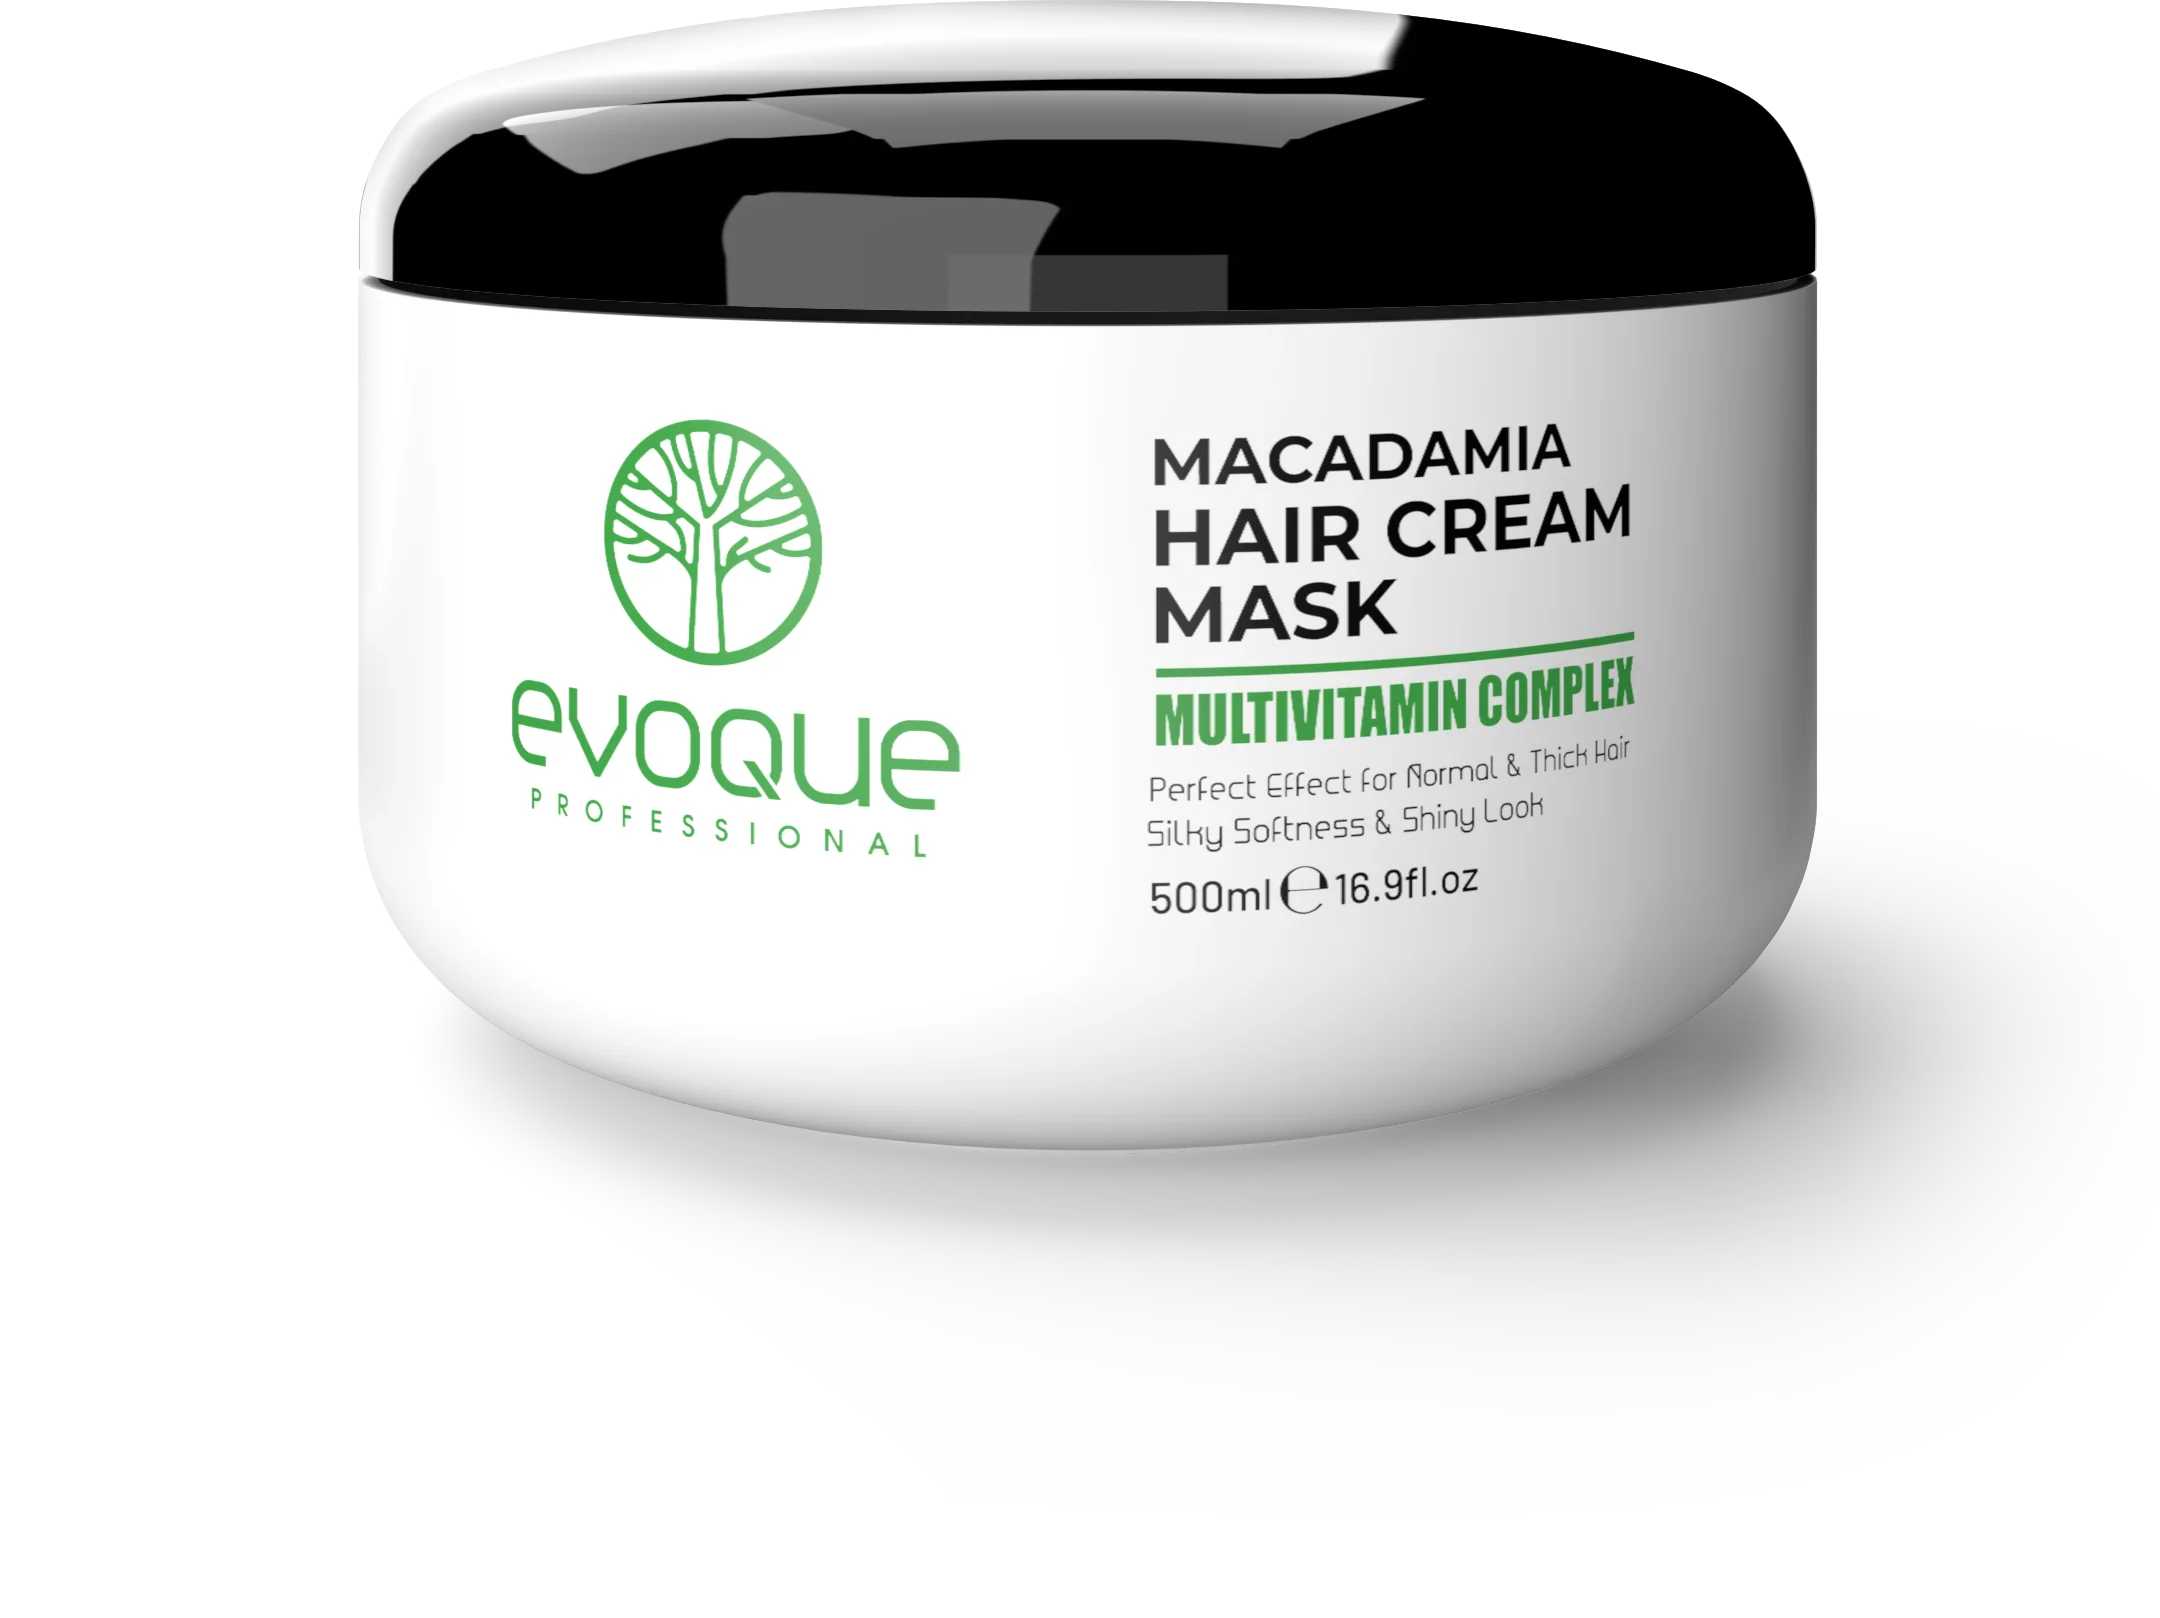 evoque
PROFESSIONAL
MACADAMIA
HAIR CREAM
MASK
MULTIVITAMIN COMPLEX
Perfect Effect for Normal & Thick Hair
Silky Softness & Shiny Look
500ml ℮ 16.9fl.oz